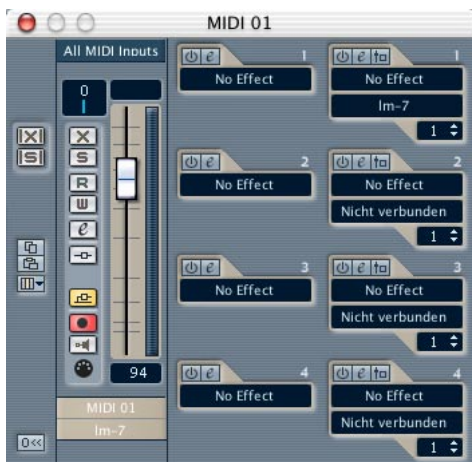 MIDI 01
All MIDI Inputs
0
X
S
R
W
e
94
MIDI 01
lm-7
X
S
0<<
e 1
No Effect
e 2
No Effect
e 3
No Effect
e 4
No Effect
e 1
No Effect
lm-7
1
e 2
No Effect
Nicht verbunden
1
e 3
No Effect
Nicht verbunden
1
e 4
No Effect
Nicht verbunden
1